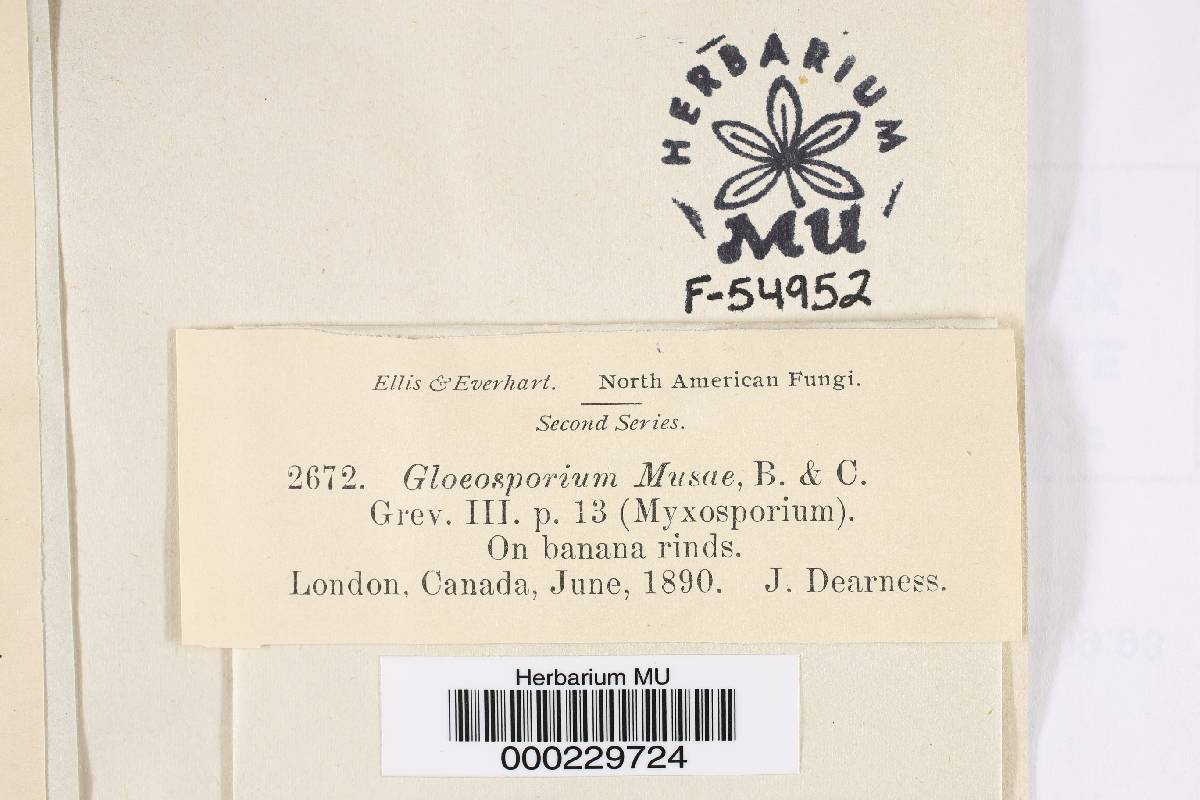 HERBARIUM
MU
F-54952
Ellis & Everhart. North American Fungi.
Second Series.
2672. Gloeosporium Musae, B. & C.
Grev. III. p. 13 (Myxosporium).
On banana rinds.
London, Canada, June, 1890. J. Dearness.
Herbarium MU
000229724